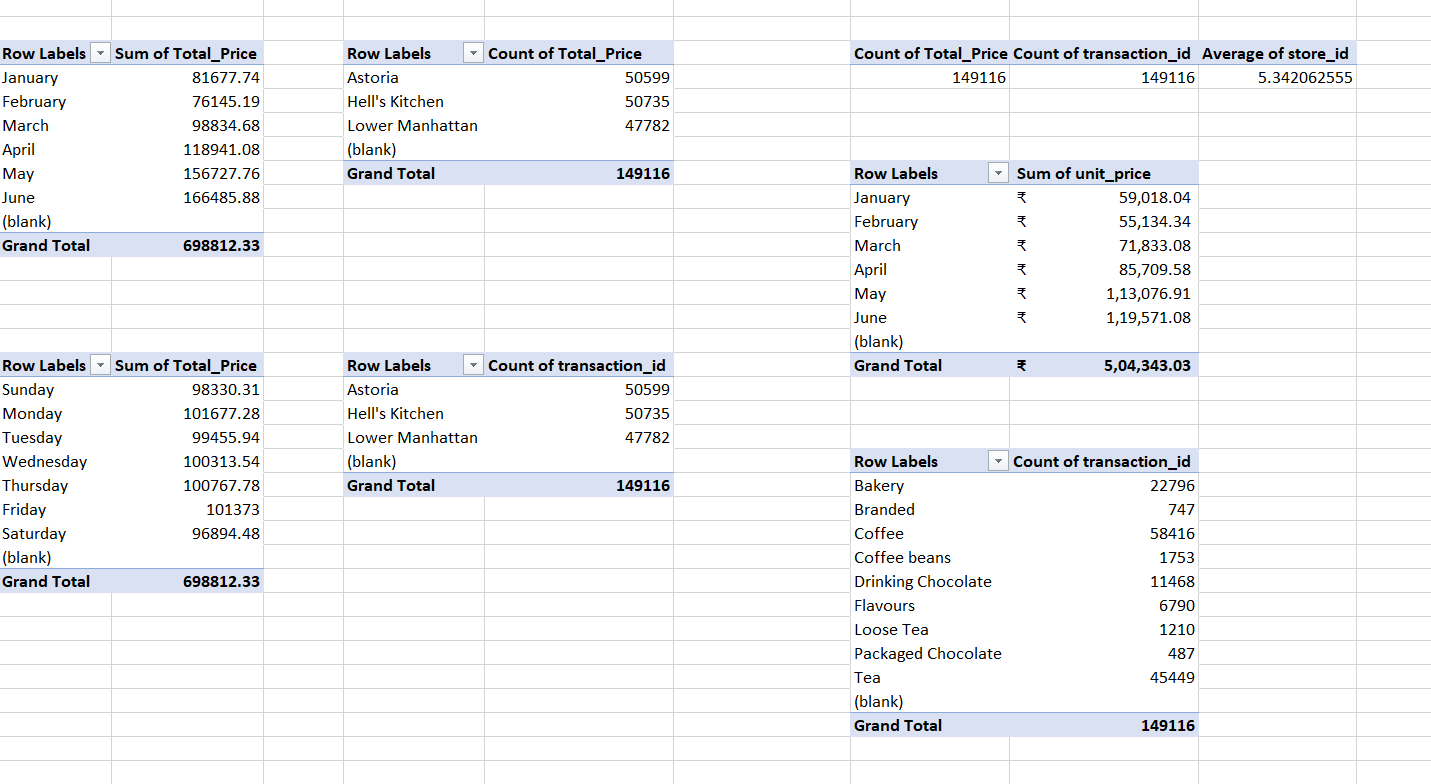 Row Labels Sum of Total_Price
January 81677.74
February 76145.19
March 98834.68
April 118941.08
May 156727.76
June 166485.88
(blank)
Grand Total 698812.33
Row Labels Sum of Total_Price
Sunday 98330.31
Monday 101677.28
Tuesday 99455.94
Wednesday 100313.54
Thursday 100767.78
Friday 101373
Saturday 96894.48
(blank)
Grand Total 698812.33
Row Labels Count of Total_Price
Astoria 50599
Hell's Kitchen 50735
Lower Manhattan 47782
(blank)
Grand Total 149116
Row Labels Count of transaction_id
Astoria 50599
Hell's Kitchen 50735
Lower Manhattan 47782
(blank)
Grand Total 149116
Count of Total_Price Count of transaction_id Average of store_id
149116 149116 5.342062555
Row Labels Sum of unit_price
January ₹ 59,018.04
February ₹ 55,134.34
March ₹ 71,833.08
April ₹ 85,709.58
May ₹ 1,13,076.91
June ₹ 1,19,571.08
(blank)
Grand Total ₹ 5,04,343.03
Row Labels Count of transaction_id
Bakery 22796
Branded 747
Coffee 58416
Coffee beans 1753
Drinking Chocolate 11468
Flavours 6790
Loose Tea 1210
Packaged Chocolate 487
Tea 45449
(blank)
Grand Total 149116